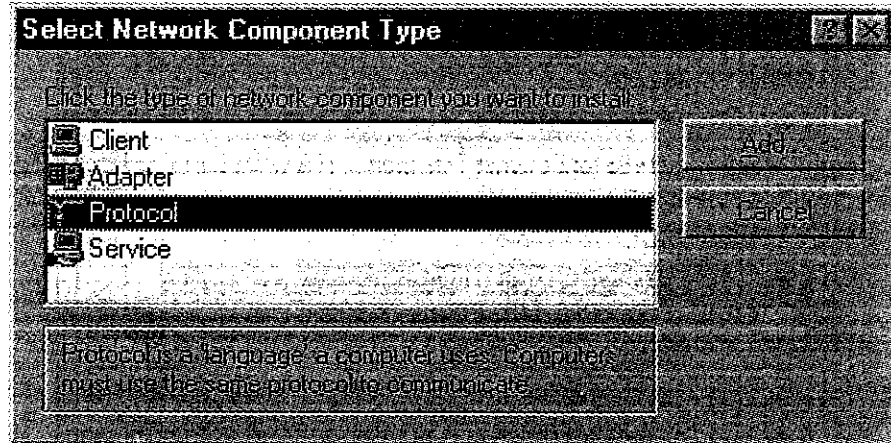 Select Network Component Type
Click the type of network component you want to install:
Client
Adapter
Protocol
Service
Add...
Cancel
Protocol is a 'language' a computer uses. Computers
must use the same protocol to communicate.